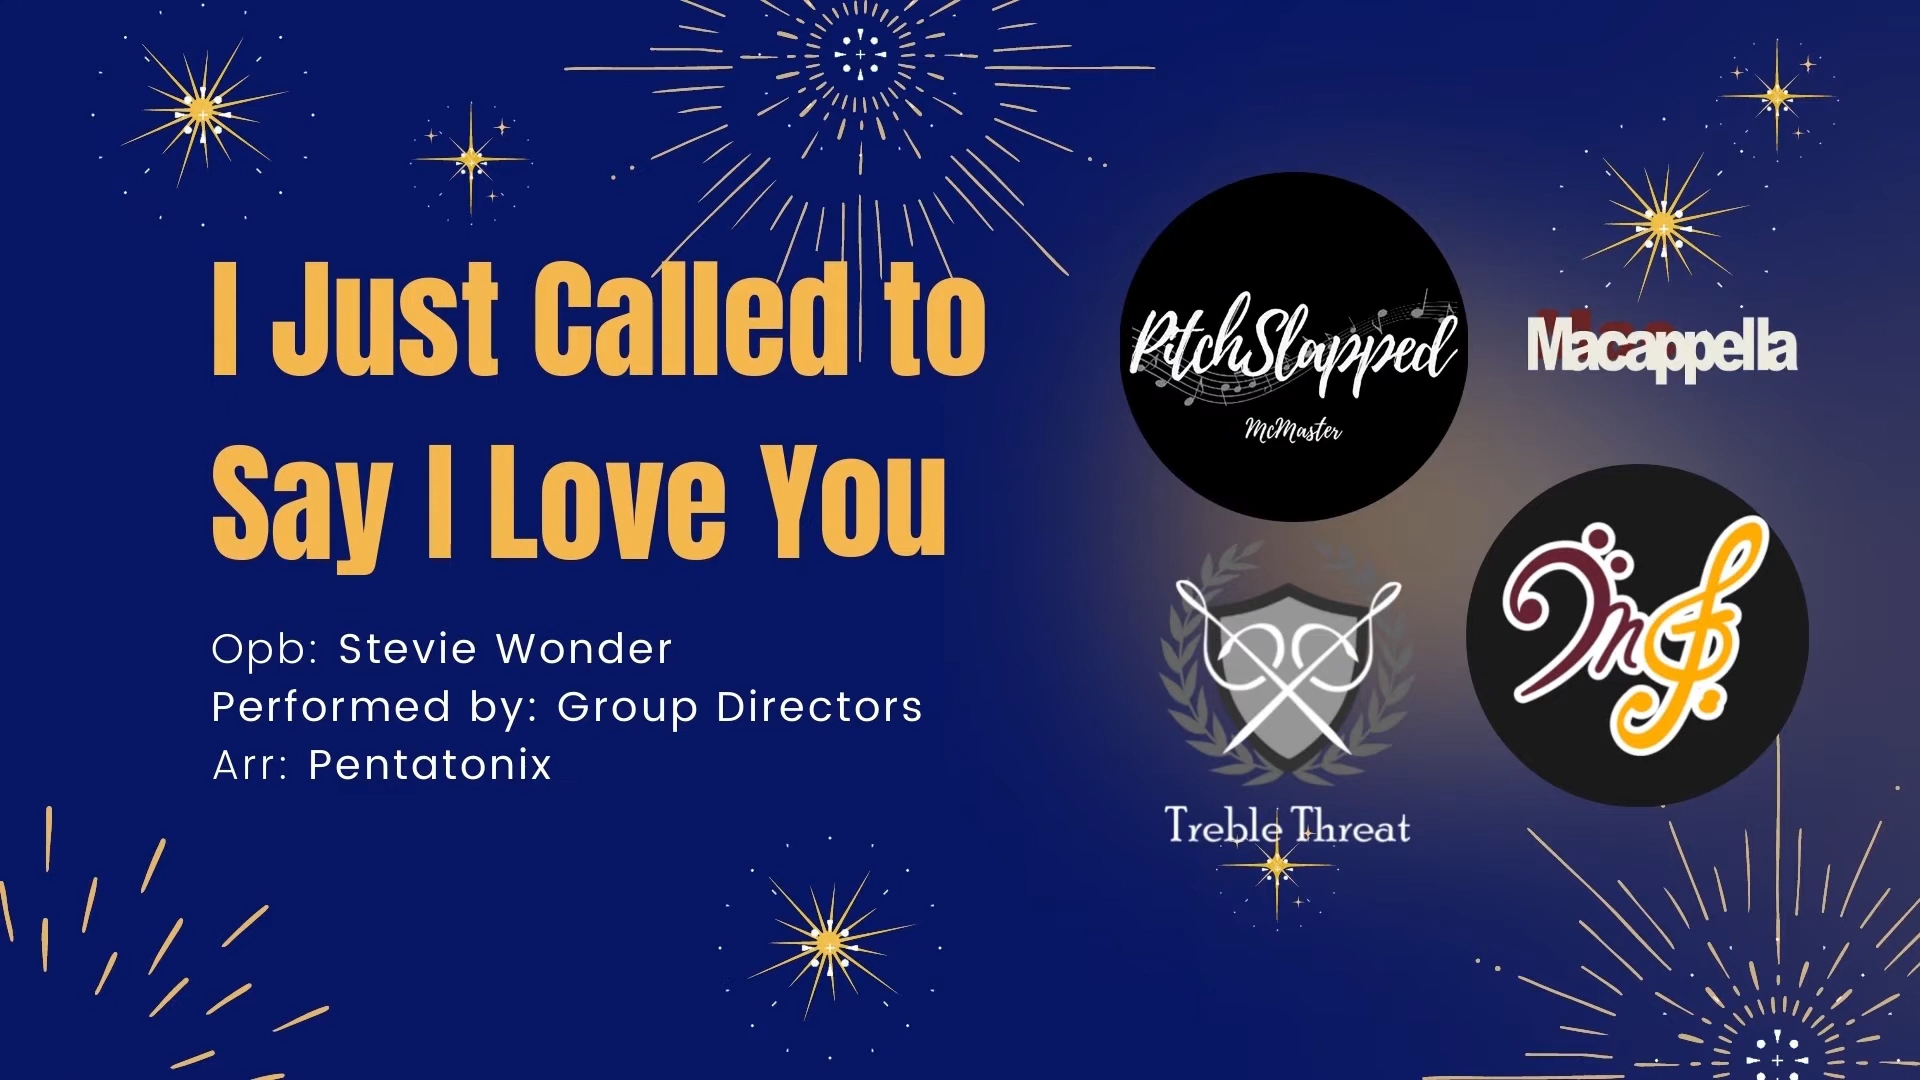 I Just Called to
Say I Love You
Opb: Stevie Wonder
Performed by: Group Directors
Arr: Pentatonix
PitchSlapped
McMaster
Macappella
Treble Threat